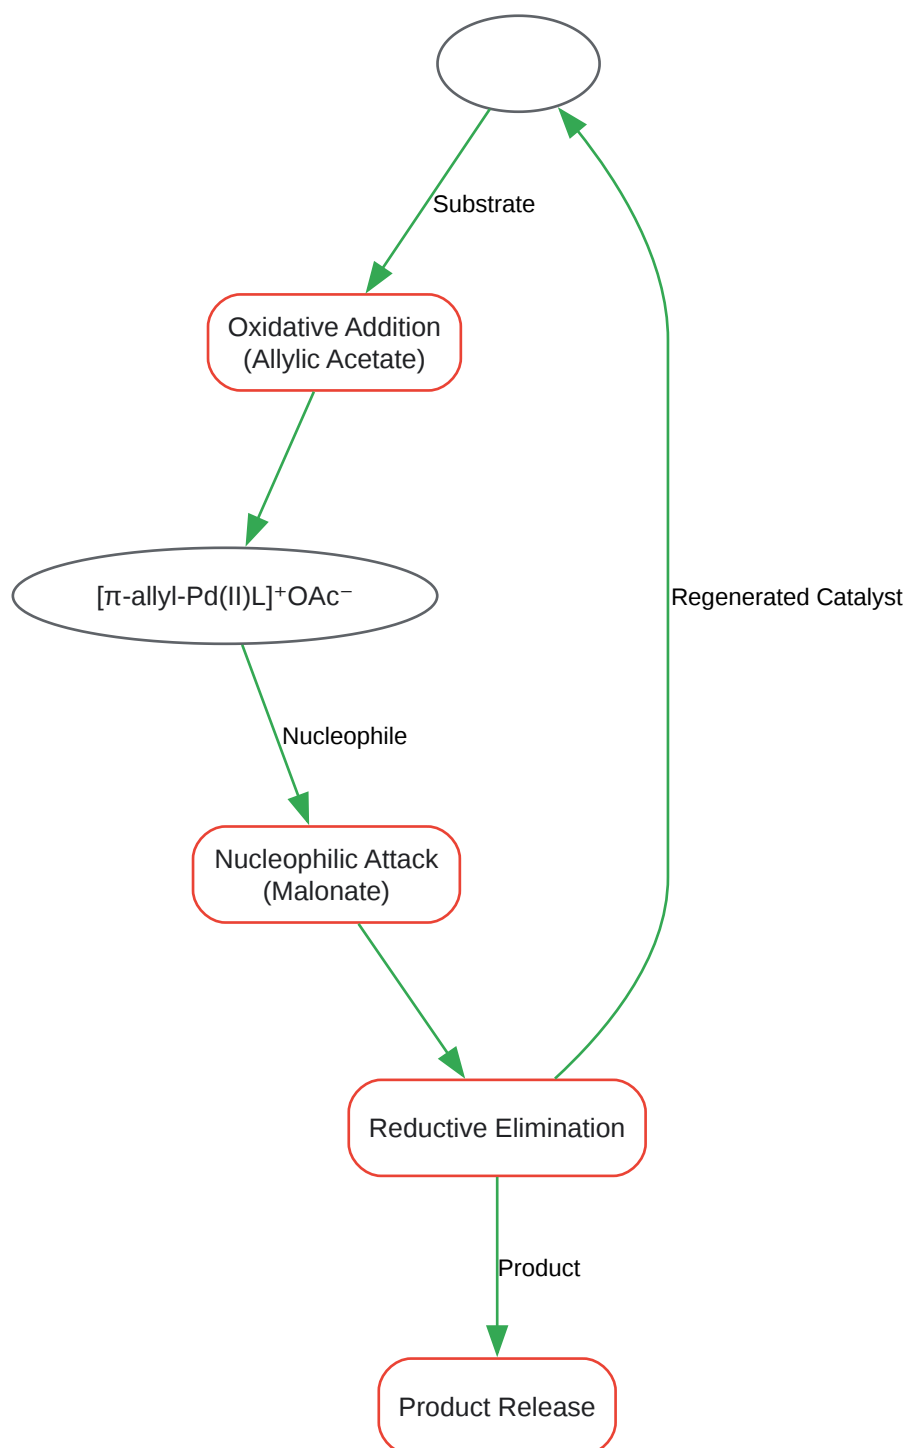 Substrate
Oxidative Addition
(Allylic Acetate)
[π-allyl-Pd(II)L]⁺OAc⁻
Regenerated Catalyst
Nucleophile
Nucleophilic Attack
(Malonate)
Reductive Elimination
Product
Product Release